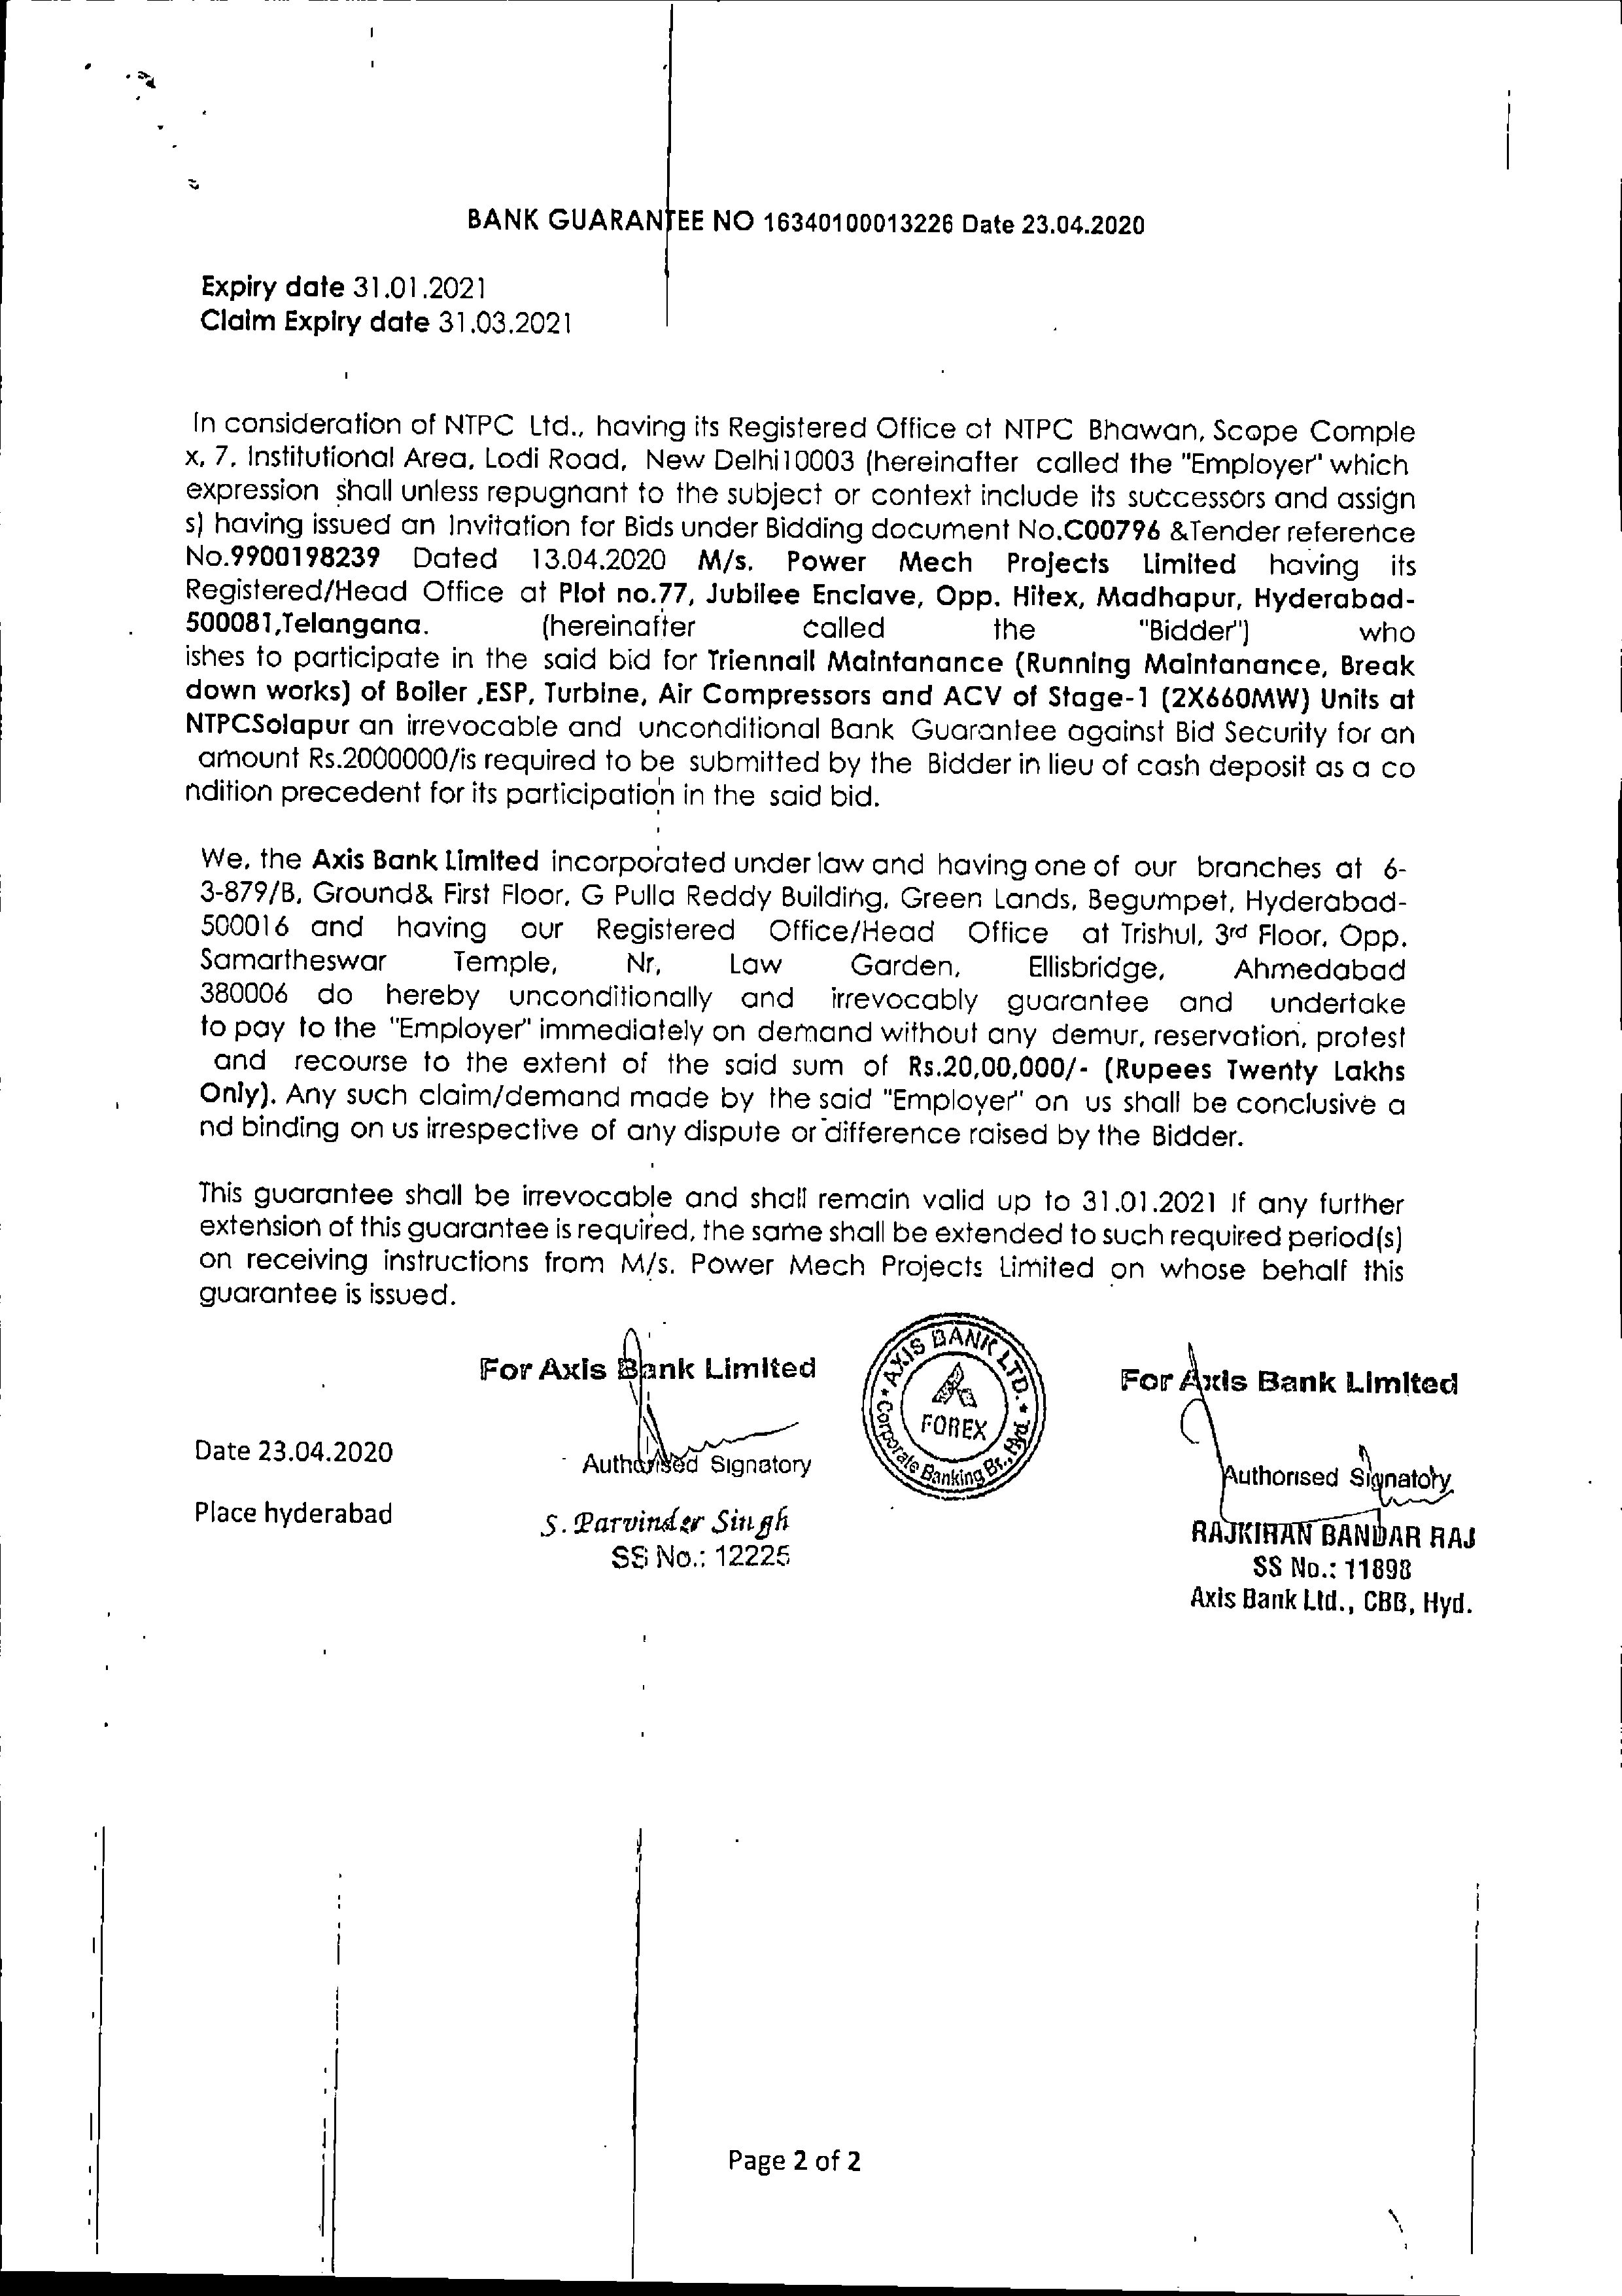 BANK GUARANTEE NO 16340100013226 Date 23.04.2020
Expiry date 31.01.2021
Claim Expiry date 31.03.2021
In consideration of NTPC Ltd., having its Registered Office at NTPC Bhawan, Scope Comple
x, 7, Institutional Area, Lodi Road, New Delhi10003 (hereinafter called the "Employer" which
expression shall unless repugnant to the subject or context include its successors and assign
s) having issued an Invitation for Bids under Bidding document No.C00796 &Tender reference
No.9900198239 Dated 13.04.2020 M/s. Power Mech Projects Limited having its
Registered/Head Office at Plot no.77, Jubilee Enclave, Opp. Hitex, Madhapur, Hyderabad-
500081,Telangana. (hereinafter called the "Bidder") who
ishes to participate in the said bid for Triennail Maintanance (Running Maintanance, Break
down works) of Boiler ,ESP, Turbine, Air Compressors and ACV of Stage-1 (2X660MW) Units at
NTPCSolapur an irrevocable and unconditional Bank Guarantee against Bid Security for an
amount Rs.2000000/is required to be submitted by the Bidder in lieu of cash deposit as a co
ndition precedent for its participation in the said bid.
We, the Axis Bank Limited incorporated under law and having one of our branches at 6-
3-879/B, Ground& First Floor, G Pulla Reddy Building, Green Lands, Begumpet, Hyderabad-
500016 and having our Registered Office/Head Office at Trishul, 3rd Floor, Opp.
Samartheswar Temple, Nr, Law Garden, Ellisbridge, Ahmedabad
380006 do hereby unconditionally and irrevocably guarantee and undertake
to pay to the "Employer" immediately on demand without any demur, reservation, protest
and recourse to the extent of the said sum of Rs.20,00,000/- (Rupees Twenty Lakhs
Only). Any such claim/demand made by the said "Employer" on us shall be conclusive a
nd binding on us irrespective of any dispute or difference raised by the Bidder.
This guarantee shall be irrevocable and shall remain valid up to 31.01.2021 If any further
extension of this guarantee is required, the same shall be extended to such required period(s)
on receiving instructions from M/s. Power Mech Projects Limited on whose behalf this
guarantee is issued.
For Axis Bank Limited
AXIS BANK LTD.
FOREX
Corporate Banking Br., Hyd.
For Axis Bank Limited
Date 23.04.2020
Authorised Signatory
Authorised Signatory
Place hyderabad
S. Parvinder Singh
SS No.: 12225
RAJKIRAN BANDAR RAJ
SS No.: 11898
Axis Bank Ltd., CBB, Hyd.
Page 2 of 2